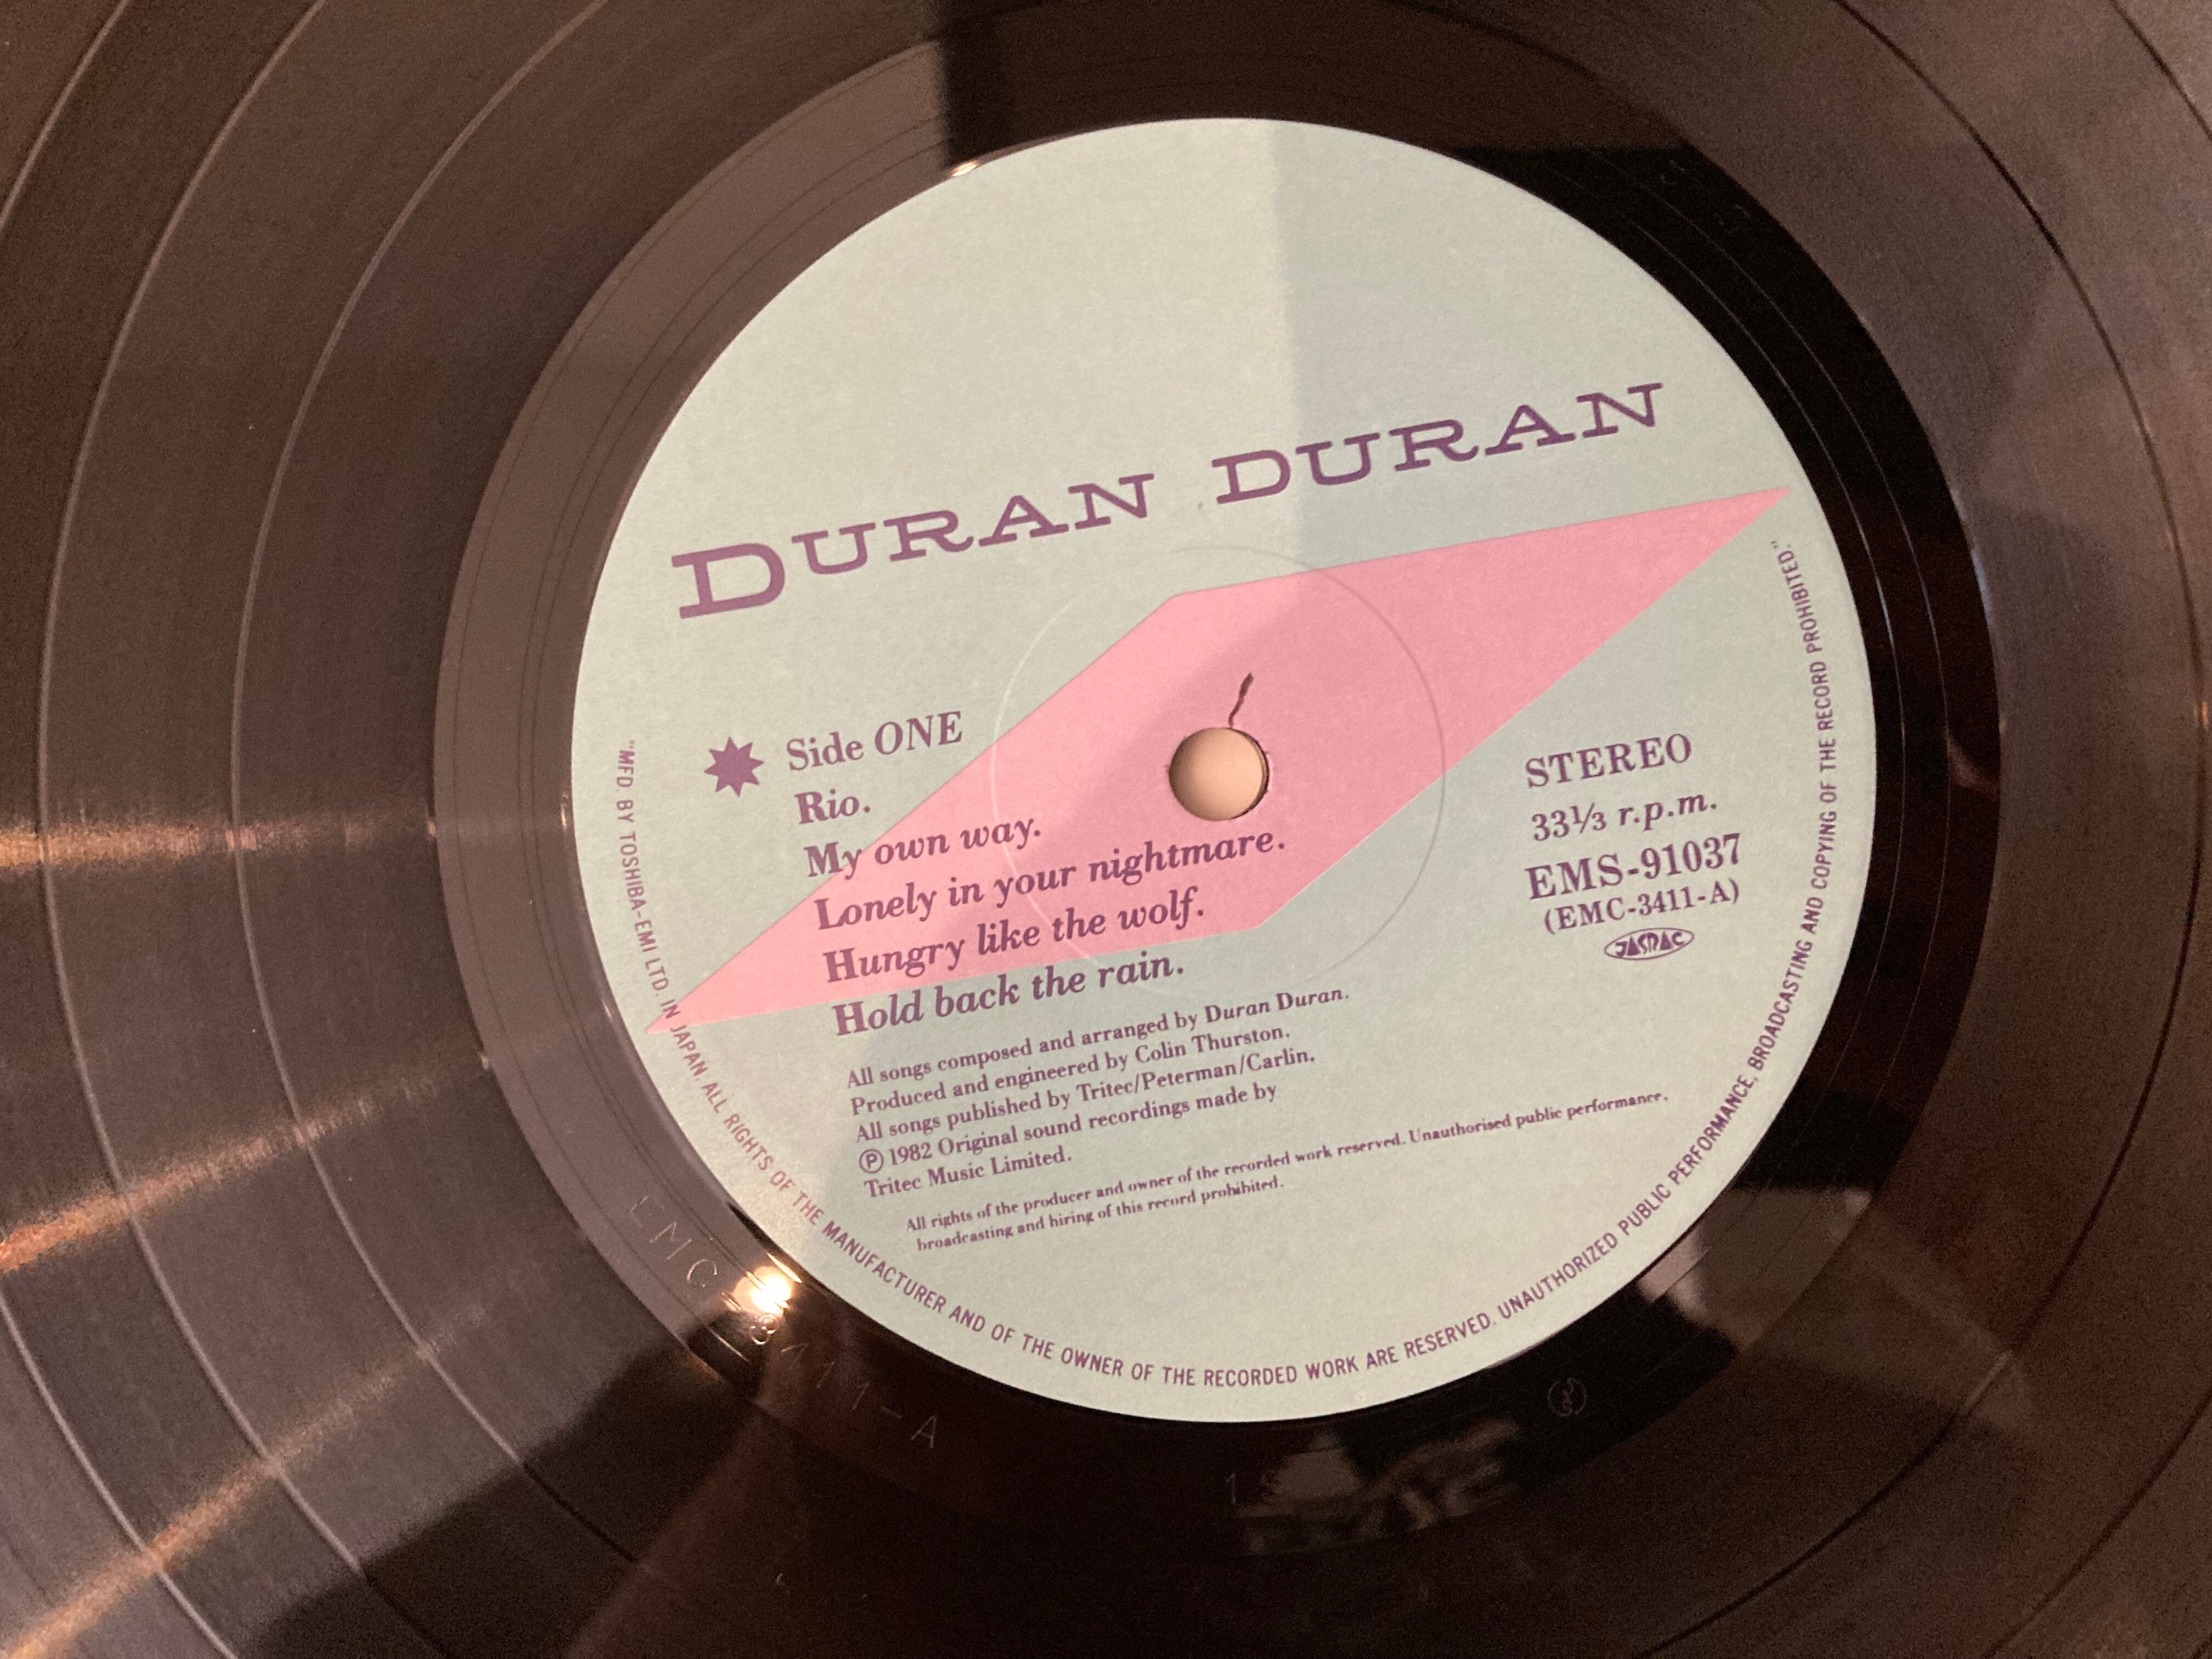 DURAN DURAN
Side ONE
Rio.
My own way.
Lonely in your nightmare.
Hungry like the wolf.
Hold back the rain.
STEREO
33⅓ r.p.m.
EMS-91037
(EMC-3411-A)
JASRAC
All songs composed and arranged by Duran Duran.
Produced and engineered by Colin Thurston.
All songs published by Tritec/Peterman/Carlin.
Ⓟ 1982 Original sound recordings made by
Tritec Music Limited.
All rights of the producer and owner of the recorded work reserved. Unauthorised public performance,
broadcasting and hiring of this record prohibited.
"MFD. BY TOSHIBA-EMI LTD. IN JAPAN. ALL RIGHTS OF THE MANUFACTURER AND OF THE OWNER OF THE RECORDED WORK ARE RESERVED. UNAUTHORIZED PUBLIC PERFORMANCE, BROADCASTING AND COPYING OF THE RECORD PROHIBITED."
EMC 3411-A